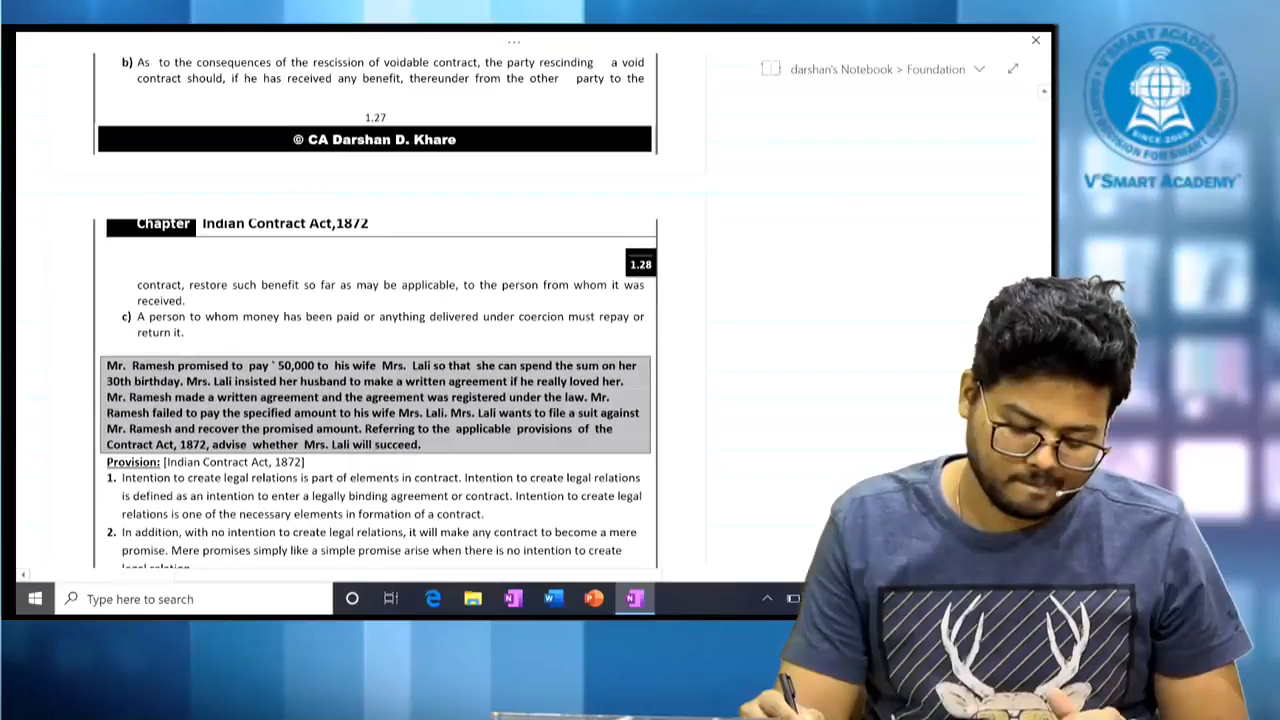 b) As to the consequences of the rescission of voidable contract, the party rescinding a void
contract should, if he has received any benefit, thereunder from the other party to the
1.27
© CA Darshan D. Khare
darshan's Notebook > Foundation
V'SMART ACADEMY
SINCE 2005
V'SMART ACADEMY
Chapter Indian Contract Act,1872
1.28
contract, restore such benefit so far as may be applicable, to the person from whom it was
received.
c) A person to whom money has been paid or anything delivered under coercion must repay or
return it.
Mr. Ramesh promised to pay ` 50,000 to his wife Mrs. Lali so that she can spend the sum on her
30th birthday. Mrs. Lali insisted her husband to make a written agreement if he really loved her.
Mr. Ramesh made a written agreement and the agreement was registered under the law. Mr.
Ramesh failed to pay the specified amount to his wife Mrs. Lali. Mrs. Lali wants to file a suit against
Mr. Ramesh and recover the promised amount. Referring to the applicable provisions of the
Contract Act, 1872, advise whether Mrs. Lali will succeed.
Provision: [Indian Contract Act, 1872]
1. Intention to create legal relations is part of elements in contract. Intention to create legal relations
is defined as an intention to enter a legally binding agreement or contract. Intention to create legal
relations is one of the necessary elements in formation of a contract.
2. In addition, with no intention to create legal relations, it will make any contract to become a mere
promise. Mere promises simply like a simple promise arise when there is no intention to create
legal relation
Type here to search